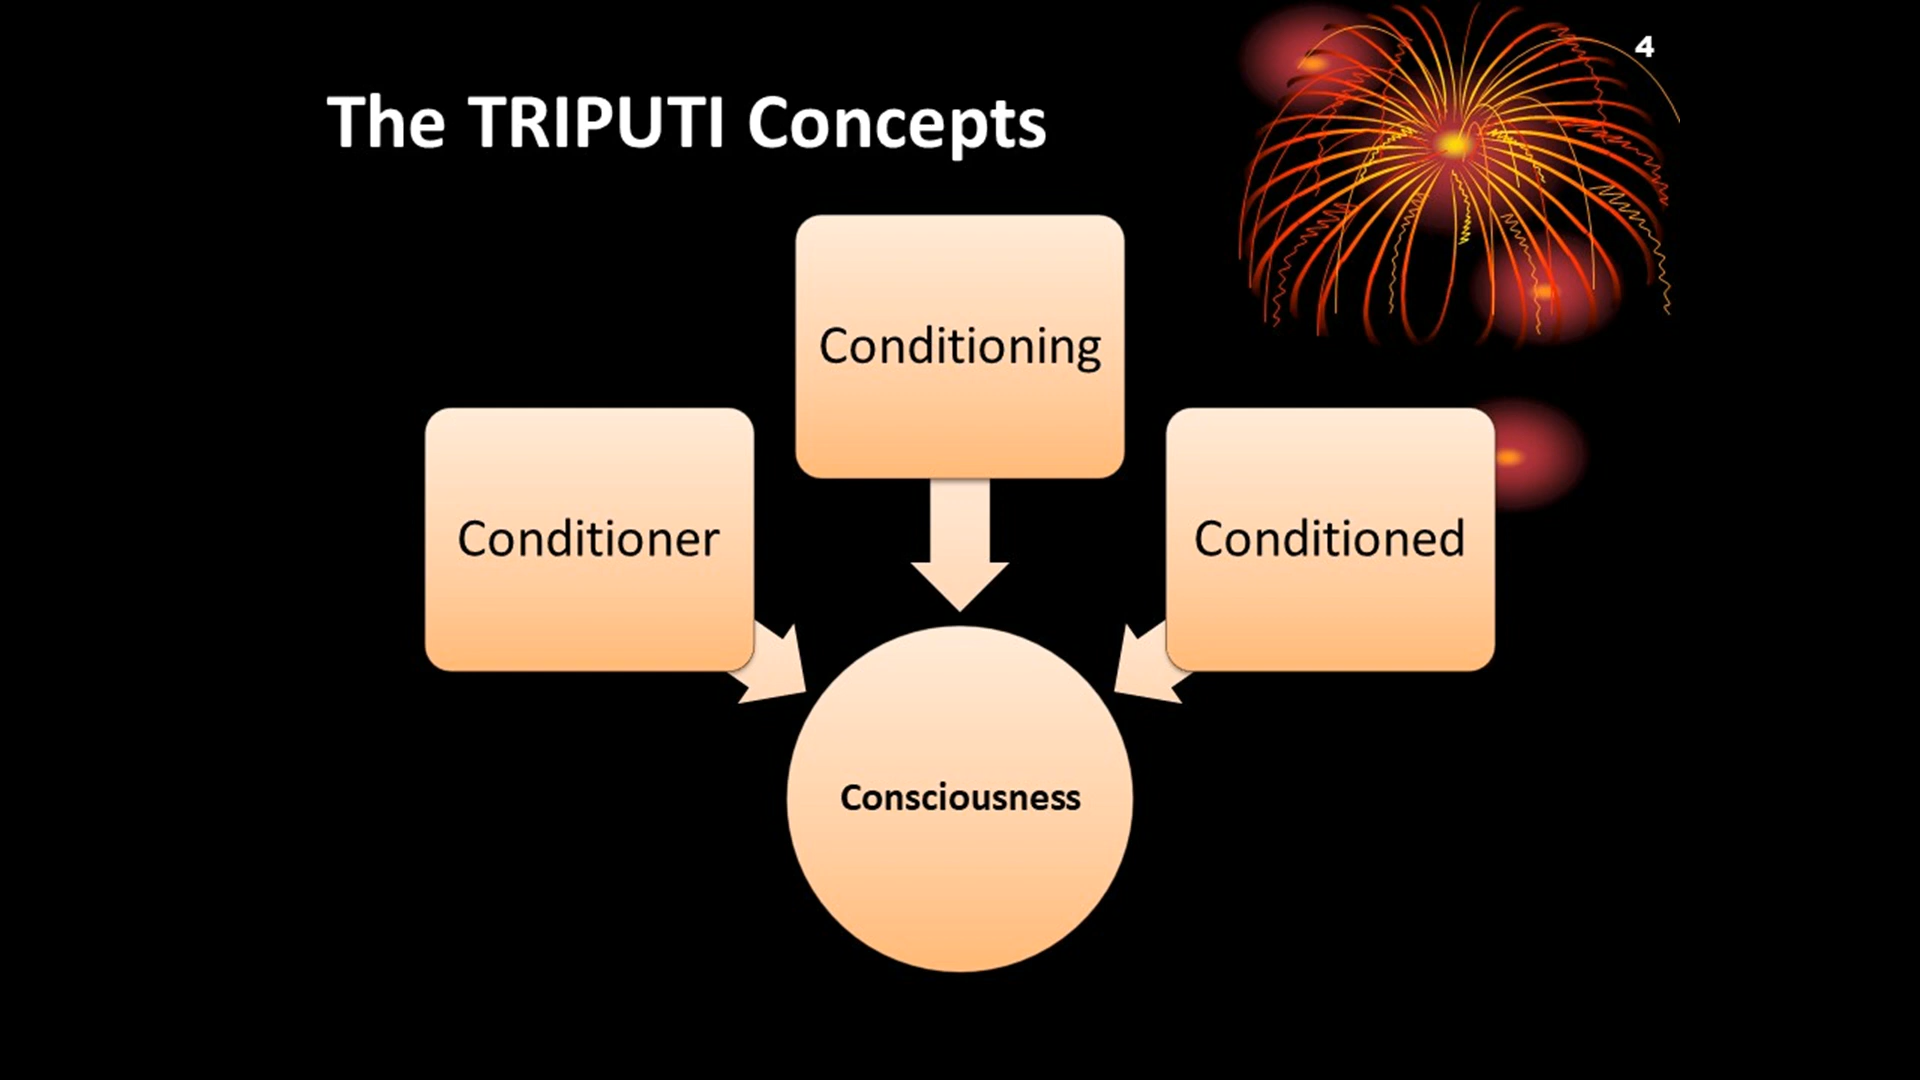 4
The TRIPUTI Concepts
Conditioning
Conditioner
Conditioned
Consciousness